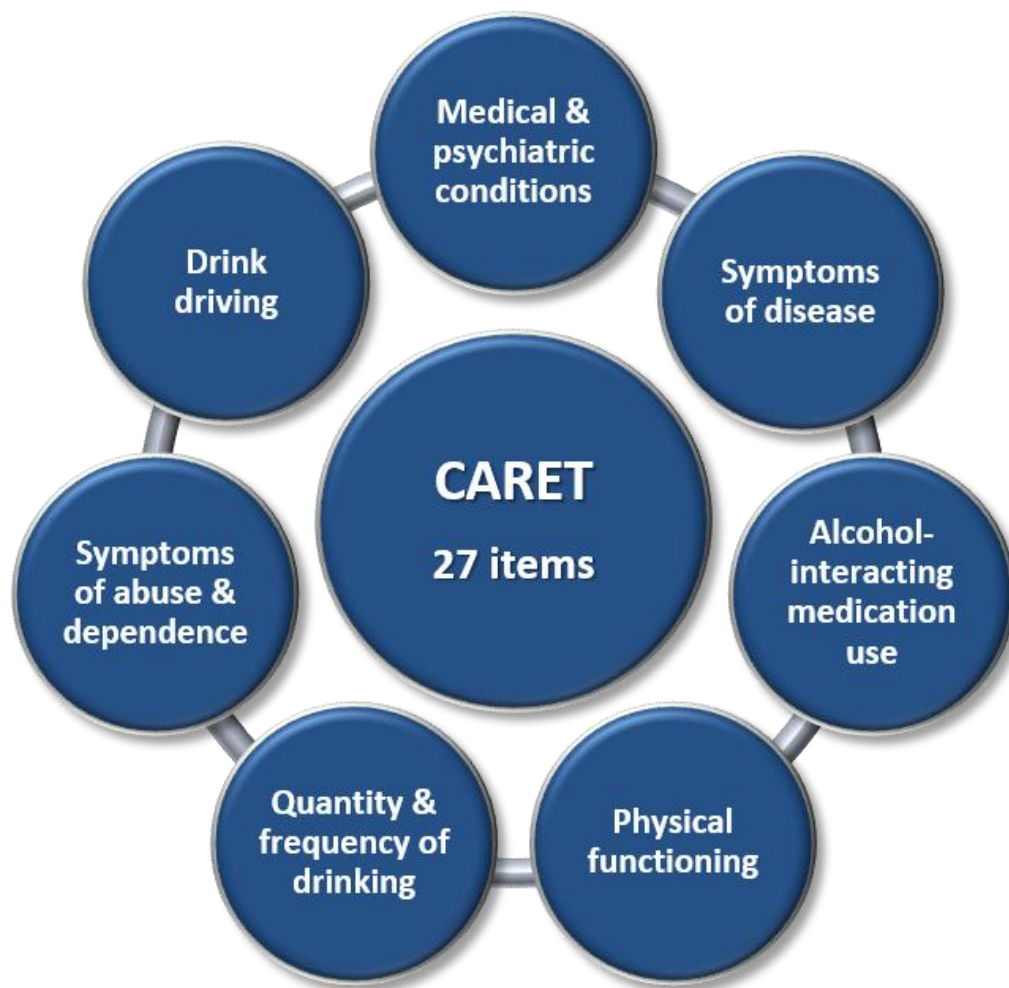 Medical &
psychiatric
conditions
Symptoms
of disease
Alcohol-
interacting
medication
use
Physical
functioning
Quantity &
frequency of
drinking
Symptoms
of abuse &
dependence
Drink
driving
CARET
27 items